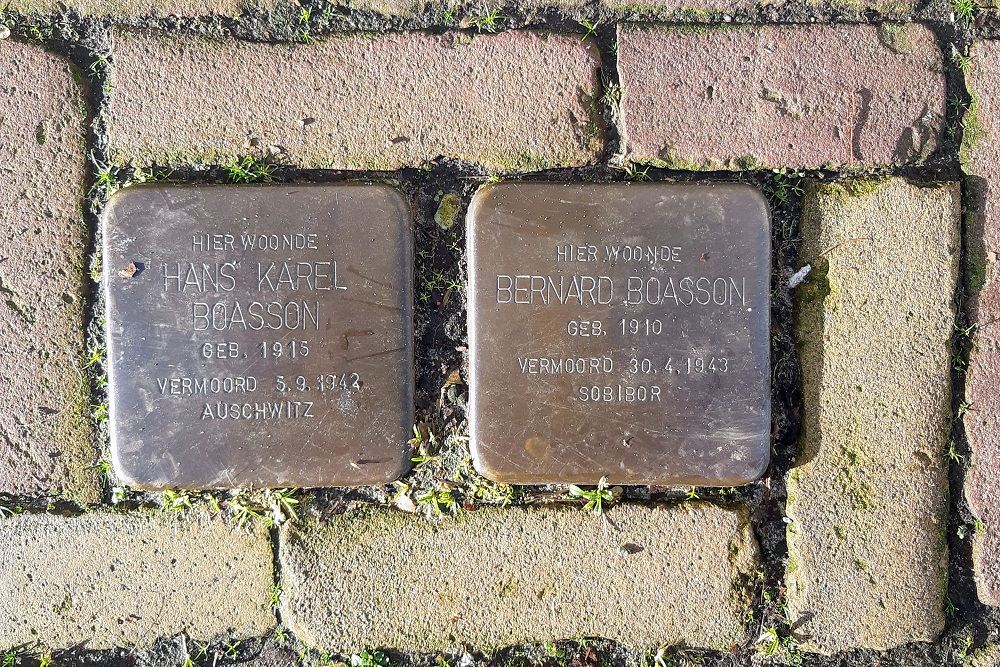 HIER WOONDE
HANS KAREL
BOASSON
GEB. 1915
VERMOORD 5.9.1942
AUSCHWITZ
HIER WOONDE
BERNARD BOASSON
GEB. 1910
VERMOORD 30.4.1943
SOBIBOR